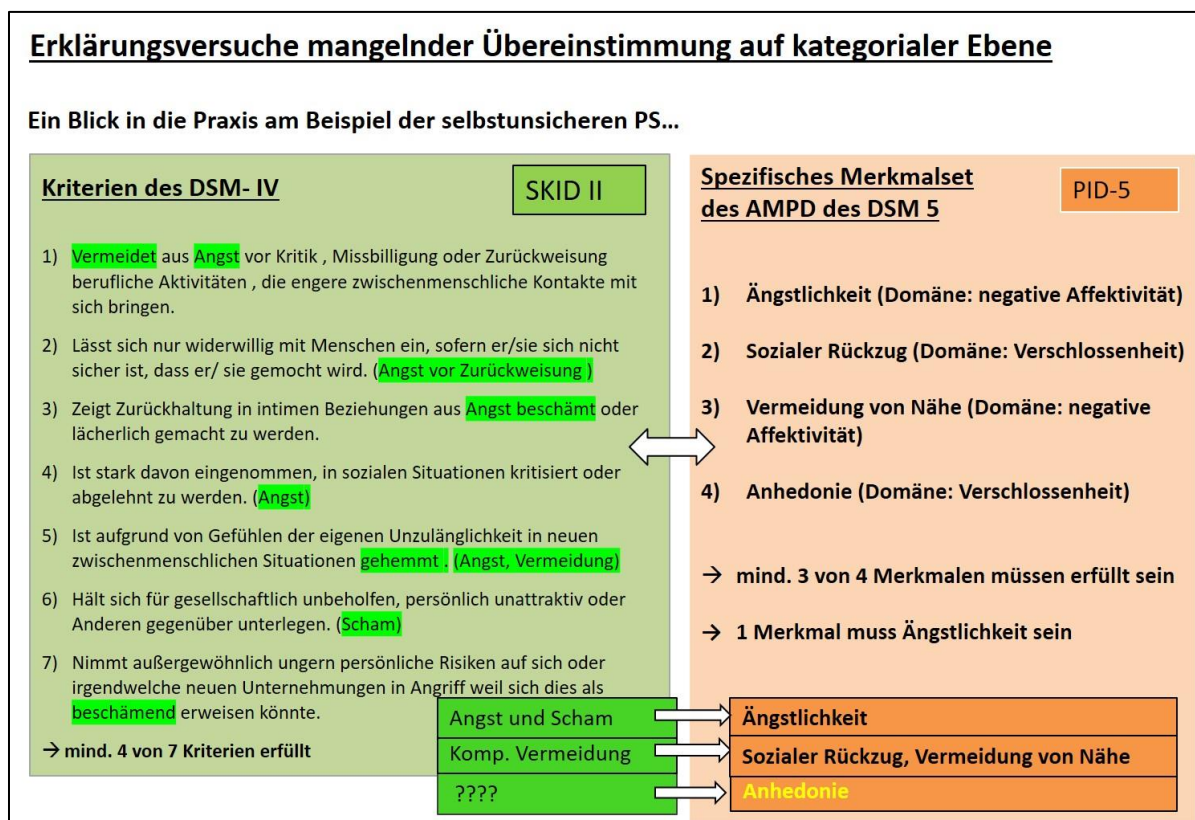 Erklärungsversuche mangelnder Übereinstimmung auf kategorialer Ebene
Ein Blick in die Praxis am Beispiel der selbstunsicheren PS...
Kriterien des DSM- IV
SKID II
1) Vermeidet aus Angst vor Kritik , Missbilligung oder Zurückweisung
berufliche Aktivitäten , die engere zwischenmenschliche Kontakte mit
sich bringen.
2) Lässt sich nur widerwillig mit Menschen ein, sofern er/sie sich nicht
sicher ist, dass er/ sie gemocht wird. (Angst vor Zurückweisung )
3) Zeigt Zurückhaltung in intimen Beziehungen aus Angst beschämt oder
lächerlich gemacht zu werden.
4) Ist stark davon eingenommen, in sozialen Situationen kritisiert oder
abgelehnt zu werden. (Angst)
5) Ist aufgrund von Gefühlen der eigenen Unzulänglichkeit in neuen
zwischenmenschlichen Situationen gehemmt . (Angst, Vermeidung)
6) Hält sich für gesellschaftlich unbeholfen, persönlich unattraktiv oder
Anderen gegenüber unterlegen. (Scham)
7) Nimmt außergewöhnlich ungern persönliche Risiken auf sich oder
irgendwelche neuen Unternehmungen in Angriff weil sich dies als
beschämend erweisen könnte.
→ mind. 4 von 7 Kriterien erfüllt
Spezifisches Merkmalset
des AMPD des DSM 5
PID-5
1) Ängstlichkeit (Domäne: negative Affektivität)
2) Sozialer Rückzug (Domäne: Verschlossenheit)
3) Vermeidung von Nähe (Domäne: negative
Affektivität)
4) Anhedonie (Domäne: Verschlossenheit)
→ mind. 3 von 4 Merkmalen müssen erfüllt sein
→ 1 Merkmal muss Ängstlichkeit sein
Angst und Scham
Ängstlichkeit
Komp. Vermeidung
Sozialer Rückzug, Vermeidung von Nähe
????
Anhedonie